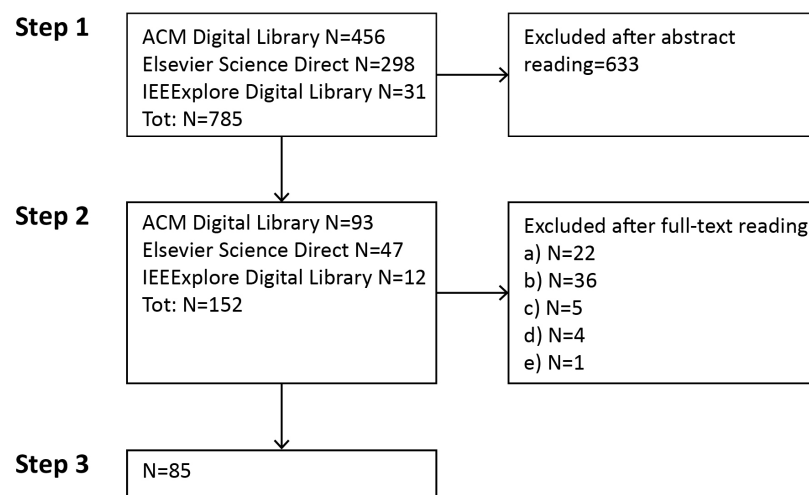 Step 1
ACM Digital Library N=456
Elsevier Science Direct N=298
IEEExplore Digital Library N=31
Tot: N=785
Excluded after abstract
reading=633
Step 2
ACM Digital Library N=93
Elsevier Science Direct N=47
IEEExplore Digital Library N=12
Tot: N=152
Excluded after full-text reading
a) N=22
b) N=36
c) N=5
d) N=4
e) N=1
Step 3
N=85